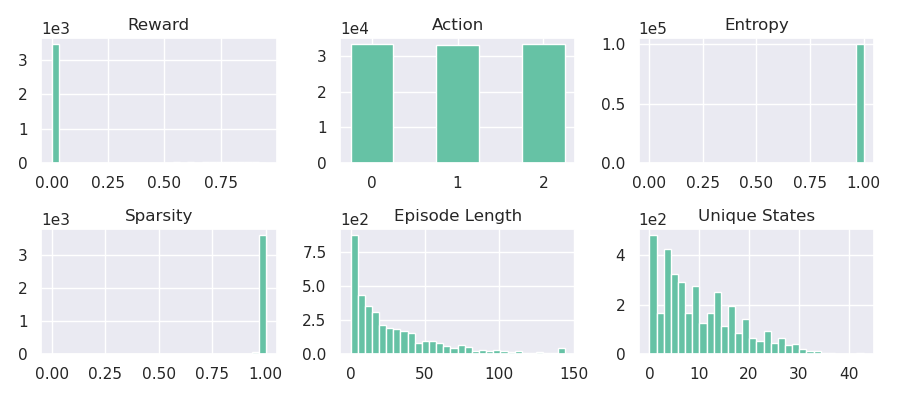 Reward
1e3
3
2
1
0
0.00 0.25 0.50 0.75
Action
1e4
3
2
1
0
0 1 2
Entropy
1e5
1.0
0.5
0.0
0.00 0.25 0.50 0.75 1.00
Sparsity
1e3
3
2
1
0
0.00 0.25 0.50 0.75 1.00
Episode Length
1e2
7.5
5.0
2.5
0.0
0 50 100 150
Unique States
1e2
4
2
0
0 10 20 30 40